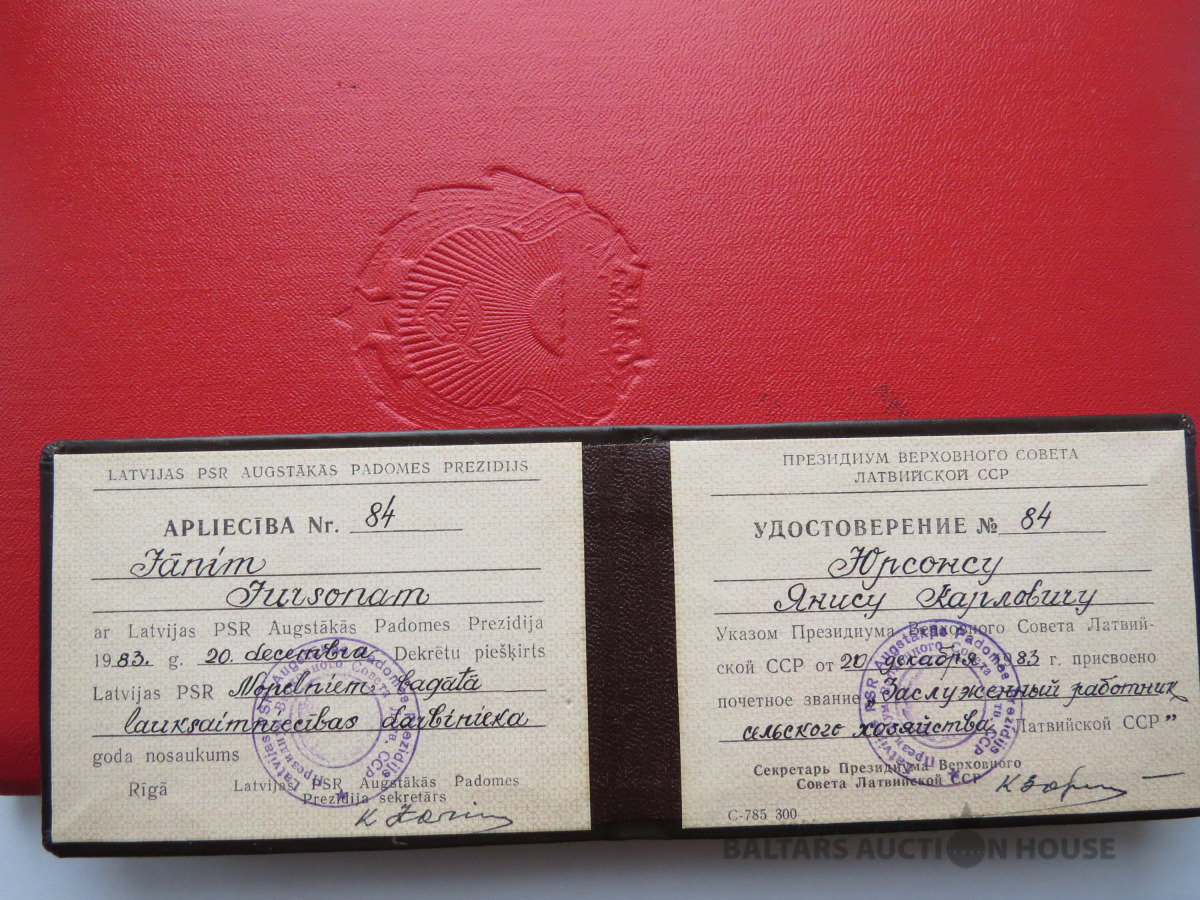 LATVIJAS PSR AUGSTĀKĀS PADOMES PREZIDIJS
APLIECĪBA Nr. 84
Jānim
Jursonam
ar Latvijas PSR Augstākās Padomes Prezidija
1983. g. 20. decembra Dekrētu piešķirts
Latvijas PSR Nopelniem bagātā
lauksaimniecības darbinieka
goda nosaukums
Rīgā
Latvijas PSR Augstākās Padomes
Prezidija sekretārs
ПРЕЗИДИУМ ВЕРХОВНОГО СОВЕТА
ЛАТВИЙСКОЙ ССР
УДОСТОВЕРЕНИЕ № 84
Юрсонсу
Янису Карловичу
Указом Президиума Верховного Совета Латвий-
ской ССР от 20 декабря 1983 г. присвоено
почетное звание „Заслуженный работник
сельского хозяйства Латвийской ССР"
Секретарь Президиума Верховного
Совета Латвийской ССР
С-785 300
BALTARS AUCTION HOUSE